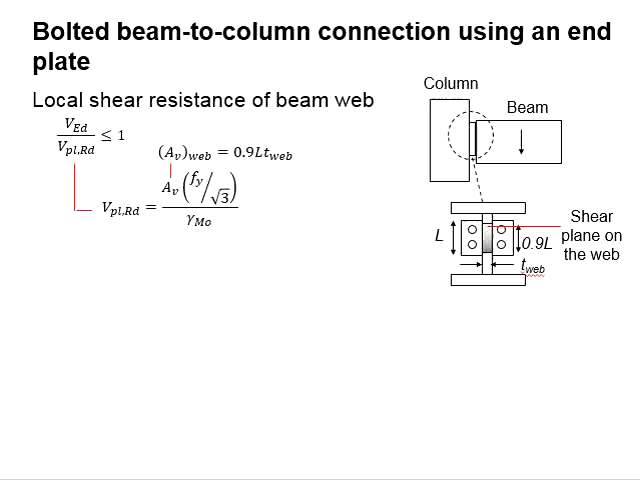 Bolted beam-to-column connection using an end
plate
Local shear resistance of beam web
V_Ed / V_pl,Rd ≤ 1
(A_v)_web = 0.9Lt_web
V_pl,Rd = A_v (f_y/√3) / γ_Mo
Column
Beam
L
0.9L
t_web
Shear
plane on
the web